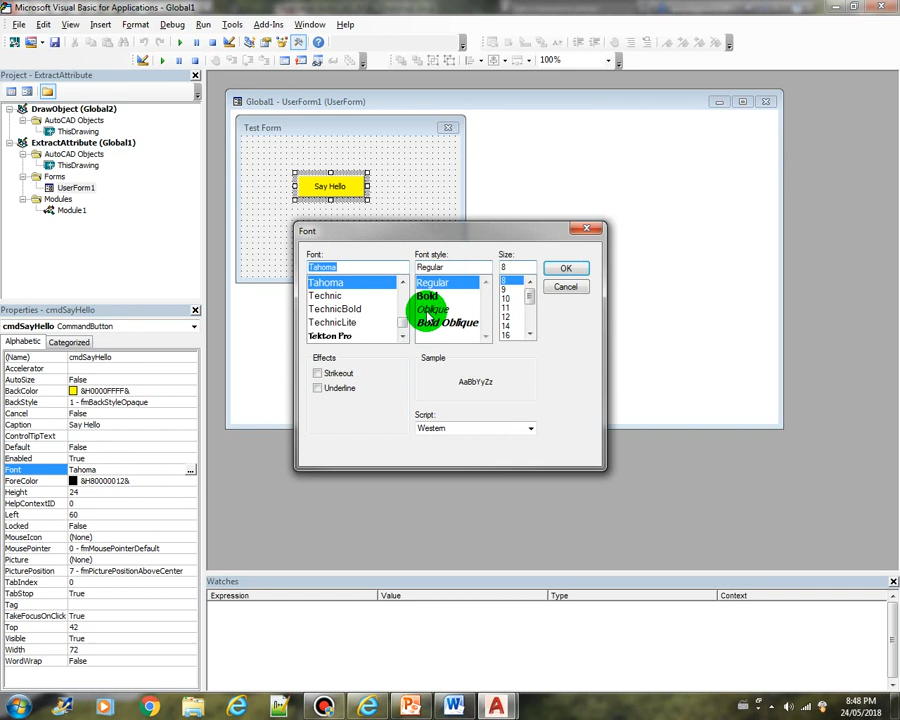 Microsoft Visual Basic for Applications - Global1
File Edit View Insert Format Debug Run Tools Add-Ins Window Help
100%
Project - ExtractAttribute
DrawObject (Global2)
AutoCAD Objects
ThisDrawing
ExtractAttribute (Global1)
AutoCAD Objects
ThisDrawing
Forms
UserForm1
Modules
Module1
Global1 - UserForm1 (UserForm)
Test Form
Say Hello
Font
Font: Font style: Size:
Tahoma Regular 8
OK
Cancel
Tahoma Regular 8
Technic Bold 9
TechnicBold Oblique 10
TechnicLite Bold Oblique 11
Tekton Pro 12
14
16
Effects
Strikeout
Underline
Sample
AaBbYyZz
Script:
Western
Properties - cmdSayHello
cmdSayHello CommandButton
Alphabetic Categorized
(Name) cmdSayHello
Accelerator
AutoSize False
BackColor &H0000FFFF&
BackStyle 1 - fmBackStyleOpaque
Cancel False
Caption Say Hello
ControlTipText
Default False
Enabled True
Font Tahoma ...
ForeColor &H80000012&
Height 24
HelpContextID 0
Left 60
Locked False
MouseIcon (None)
MousePointer 0 - fmMousePointerDefault
Picture (None)
PicturePosition 7 - fmPicturePositionAboveCenter
TabIndex 0
TabStop True
Tag
TakeFocusOnClick True
Top 42
Visible True
Width 72
WordWrap False
Watches
Expression Value Type Context
8:48 PM
24/05/2018